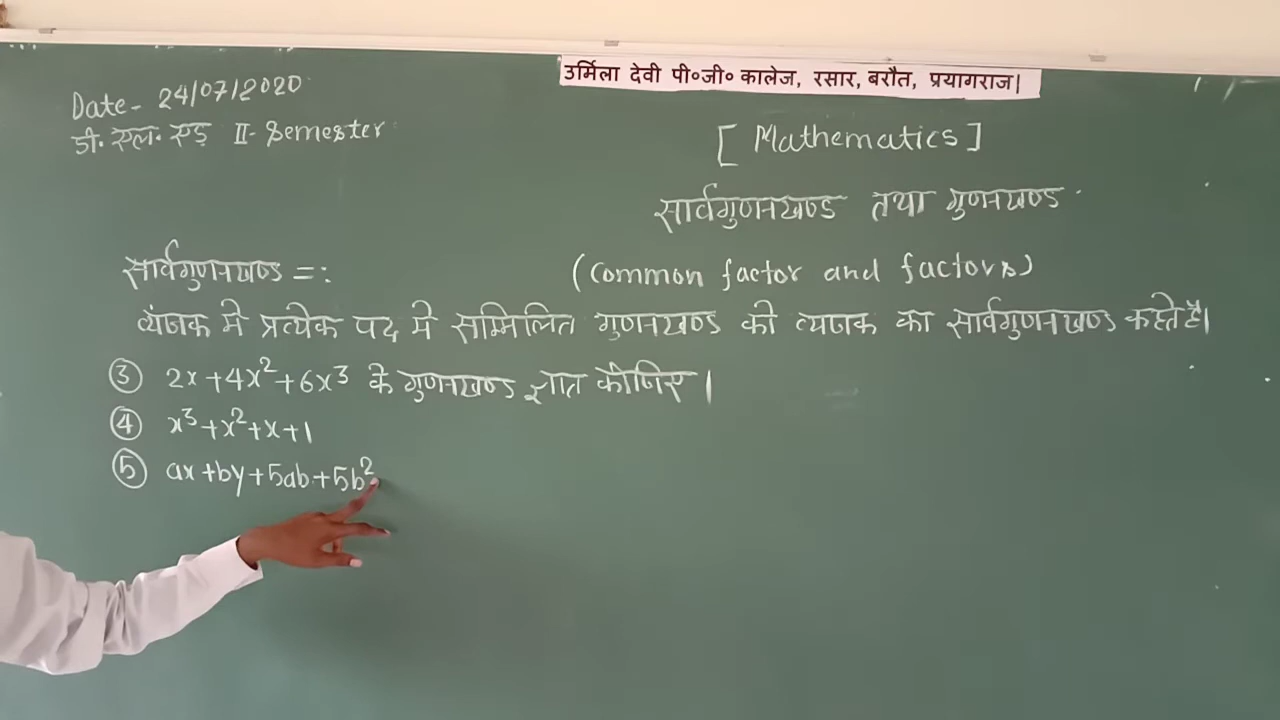 उर्मिला देवी पी०जी० कालेज, रसार, बरौत, प्रयागराज|
Date- 24/07/2020
डी. एल. एड़ II- Semester
[ Mathematics ]
सार्वगुणनखण्ड तथा गुणनखण्ड
सार्वगुणनखण्ड =:
(common factor and factors)
व्यंजक मे प्रत्येक पद मे सम्मिलित गुणनखण्ड को व्यजक का सार्वगुणनखण्ड कहते है।
③ 2x+4x²+6x³ के गुणनखण्ड ज्ञात कीजिए।
④ x³+x²+x+1
⑤ ax+by+5ab+5b²